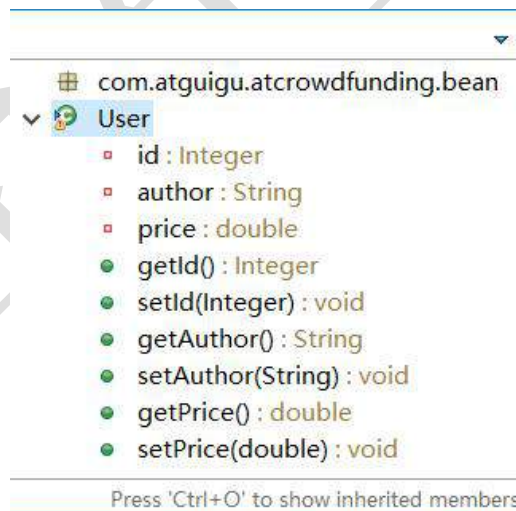 com.atguigu.atcrowdfunding.bean
User
id : Integer
author : String
price : double
getId() : Integer
setId(Integer) : void
getAuthor() : String
setAuthor(String) : void
getPrice() : double
setPrice(double) : void
Press 'Ctrl+O' to show inherited members